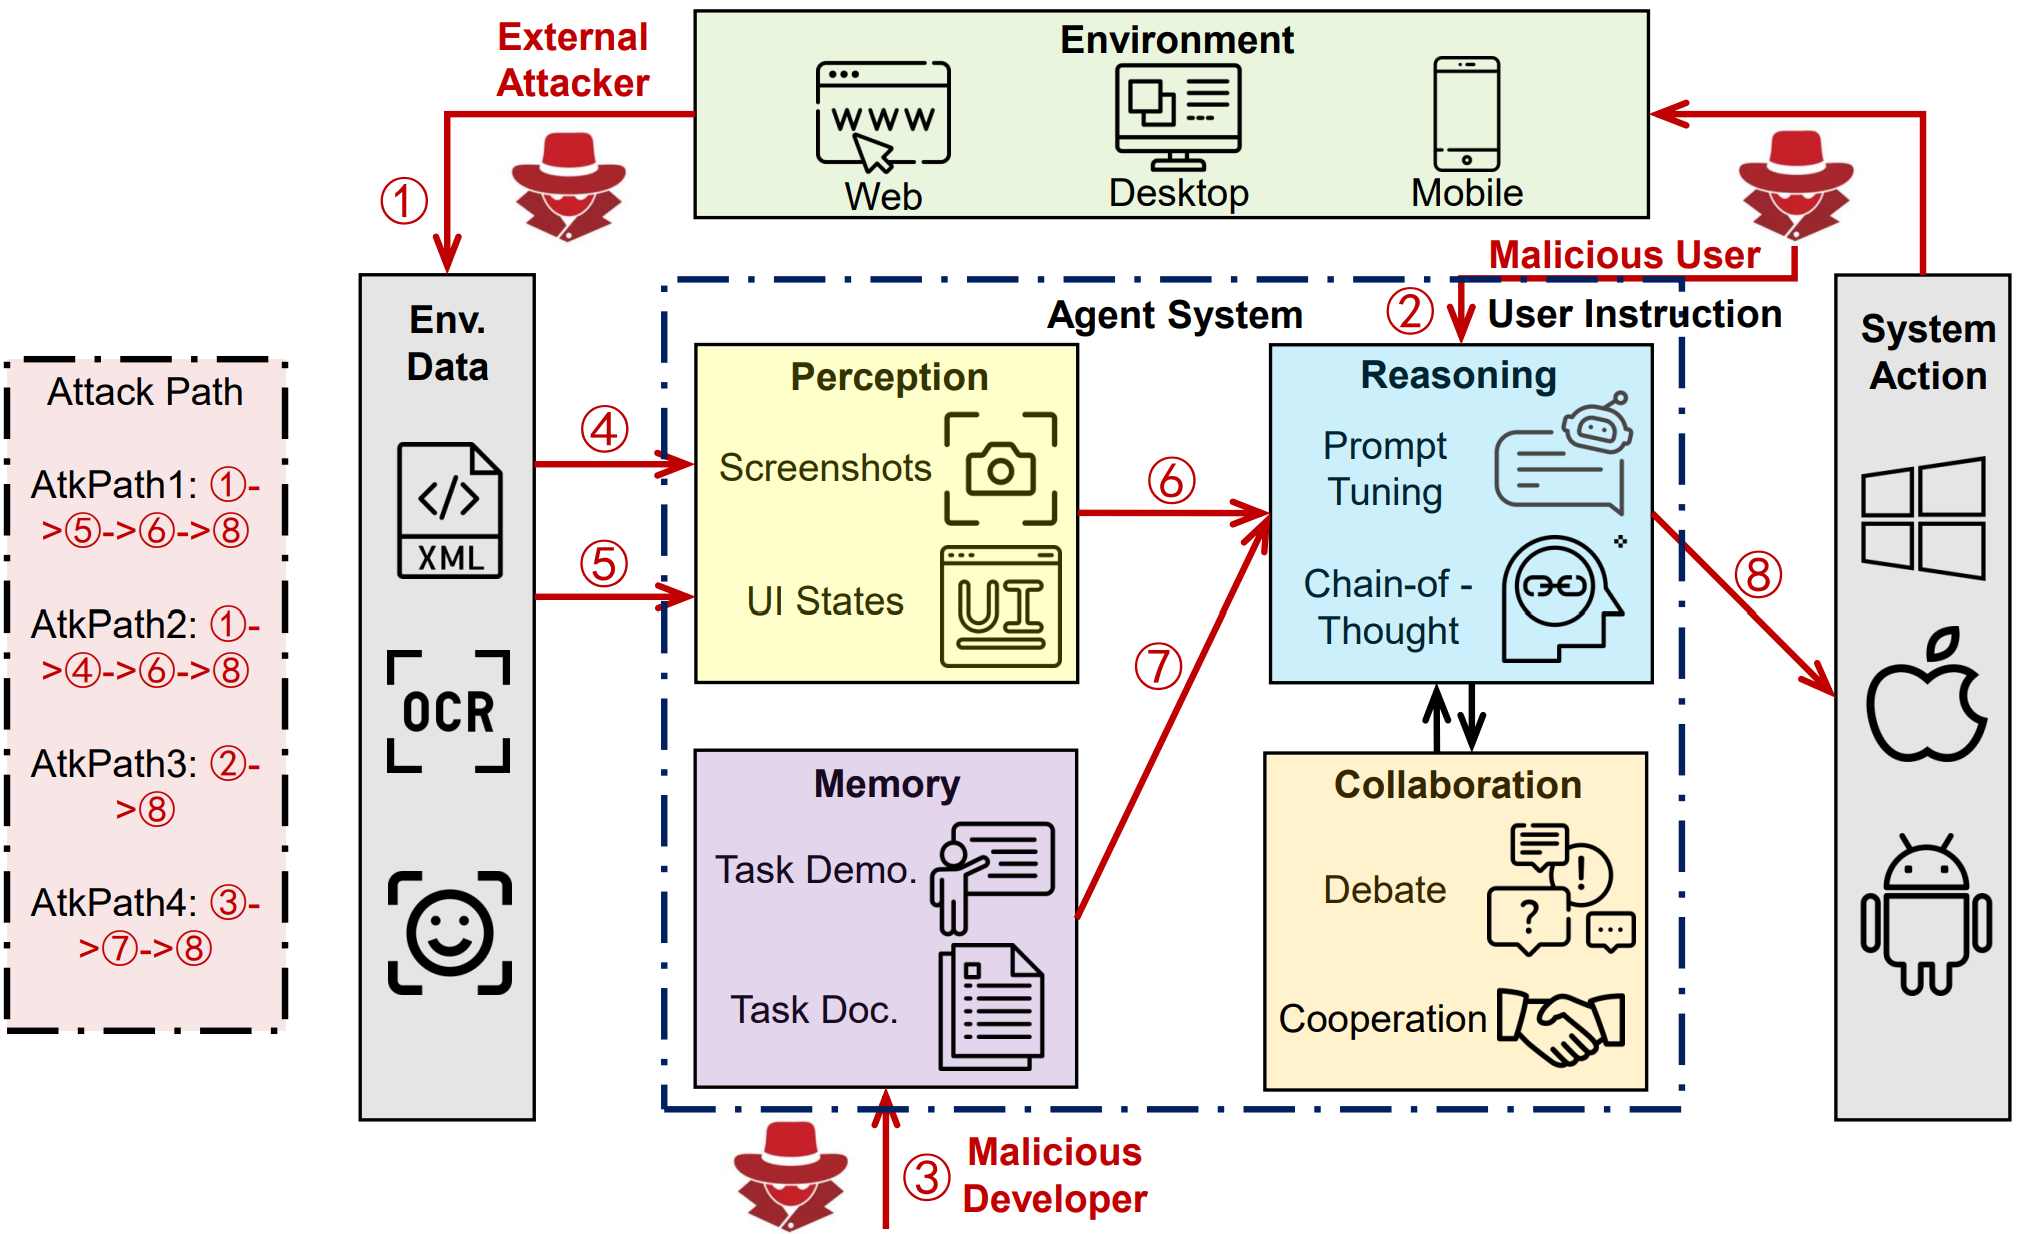 External
Attacker
Environment
WWW
Web
Desktop
Mobile
①
Malicious User
②
User Instruction
Agent System
Env.
Data
XML
OCR
System
Action
Attack Path
AtkPath1: ①-
>⑤->⑥->⑧
AtkPath2: ①-
>④->⑥->⑧
AtkPath3: ②-
>⑧
AtkPath4: ③-
>⑦->⑧
④
⑤
Perception
Screenshots
UI States
UI
⑥
⑦
Reasoning
Prompt
Tuning
Chain-of -
Thought
⑧
Memory
Task Demo.
Task Doc.
Collaboration
Debate
!
?
...
Cooperation
③
Malicious
Developer